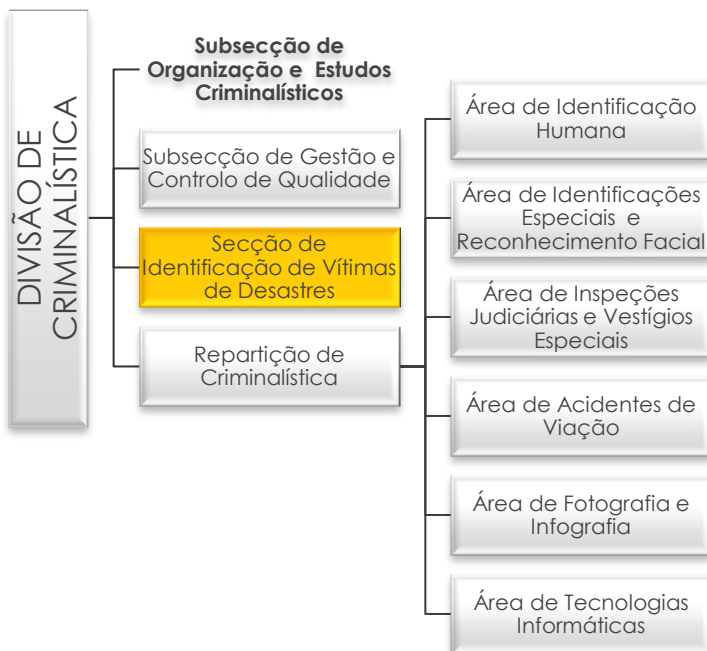 DIVISÃO DE
CRIMINALÍSTICA
Subsecção de
Organização e Estudos
Criminalísticos
Subsecção de Gestão e
Controlo de Qualidade
Secção de
Identificação de Vítimas
de Desastres
Repartição de
Criminalística
Área de Identificação
Humana
Área de Identificações
Especiais e
Reconhecimento Facial
Área de Inspeções
Judiciárias e Vestígios
Especiais
Área de Acidentes de
Viação
Área de Fotografia e
Infografia
Área de Tecnologias
Informáticas